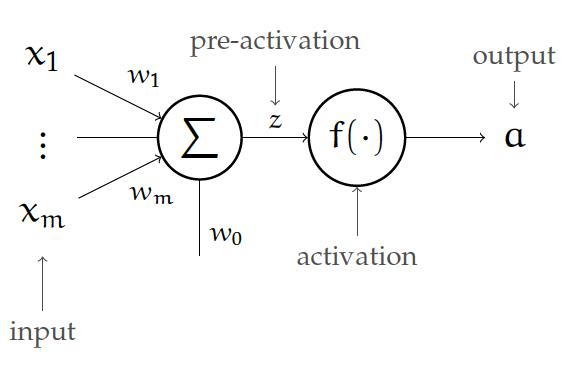 pre-activation
output
x₁
w₁
⋮
∑
z
f(·)
a
xₘ
wₘ
w₀
activation
input